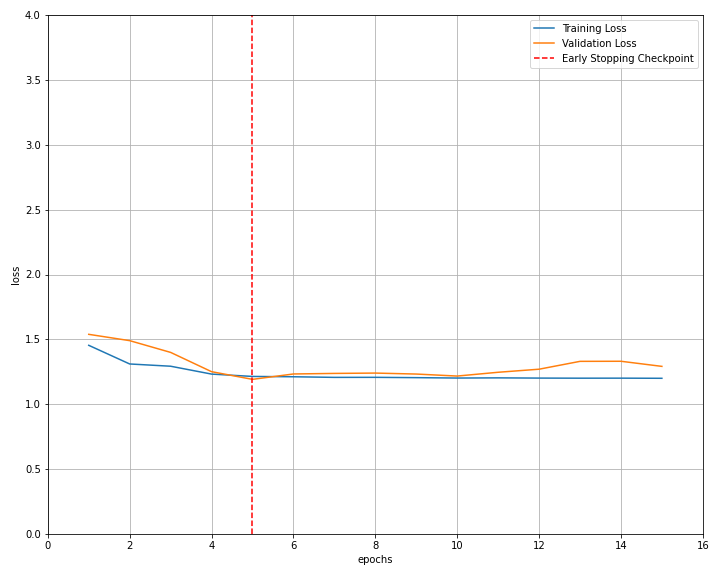 4.0
3.5
3.0
2.5
2.0
1.5
1.0
0.5
0.0
loss
0 2 4 6 8 10 12 14 16
epochs
Training Loss
Validation Loss
Early Stopping Checkpoint